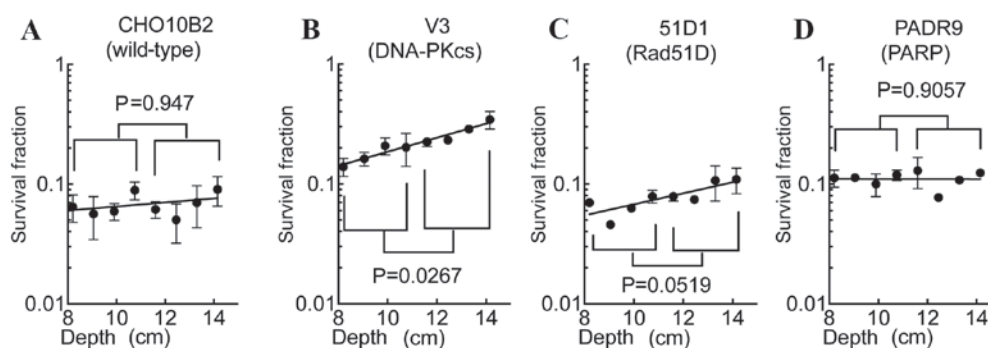 A
CHO10B2
(wild-type)
Survival fraction
1
0.1
0.01
P=0.947
8
10
12
14
Depth (cm)
B
V3
(DNA-PKcs)
Survival fraction
1
0.1
0.01
P=0.0267
8
10
12
14
Depth (cm)
C
51D1
(Rad51D)
Survival fraction
1
0.1
0.01
P=0.0519
8
10
12
14
Depth (cm)
D
PADR9
(PARP)
Survival fraction
1
0.1
0.01
P=0.9057
8
10
12
14
Depth (cm)